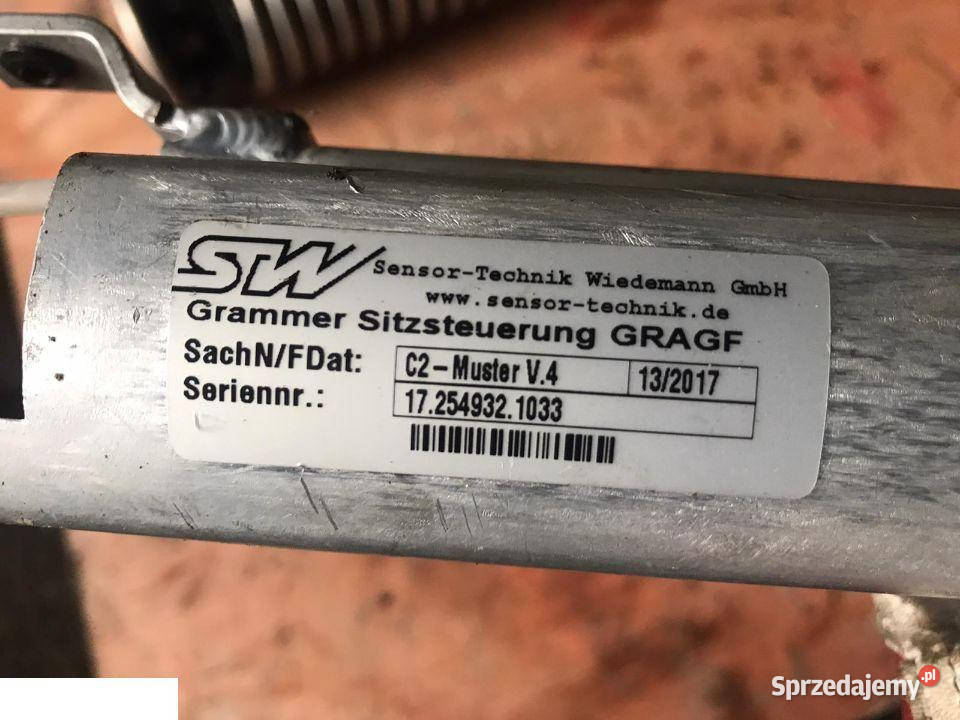 STW Sensor-Technik Wiedemann GmbH
www.sensor-technik.de
Grammer Sitzsteuerung GRAGF
SachN/FDat: C2-Muster V.4 13/2017
Seriennr.: 17.254932.1033
Sprzedajemy.pl